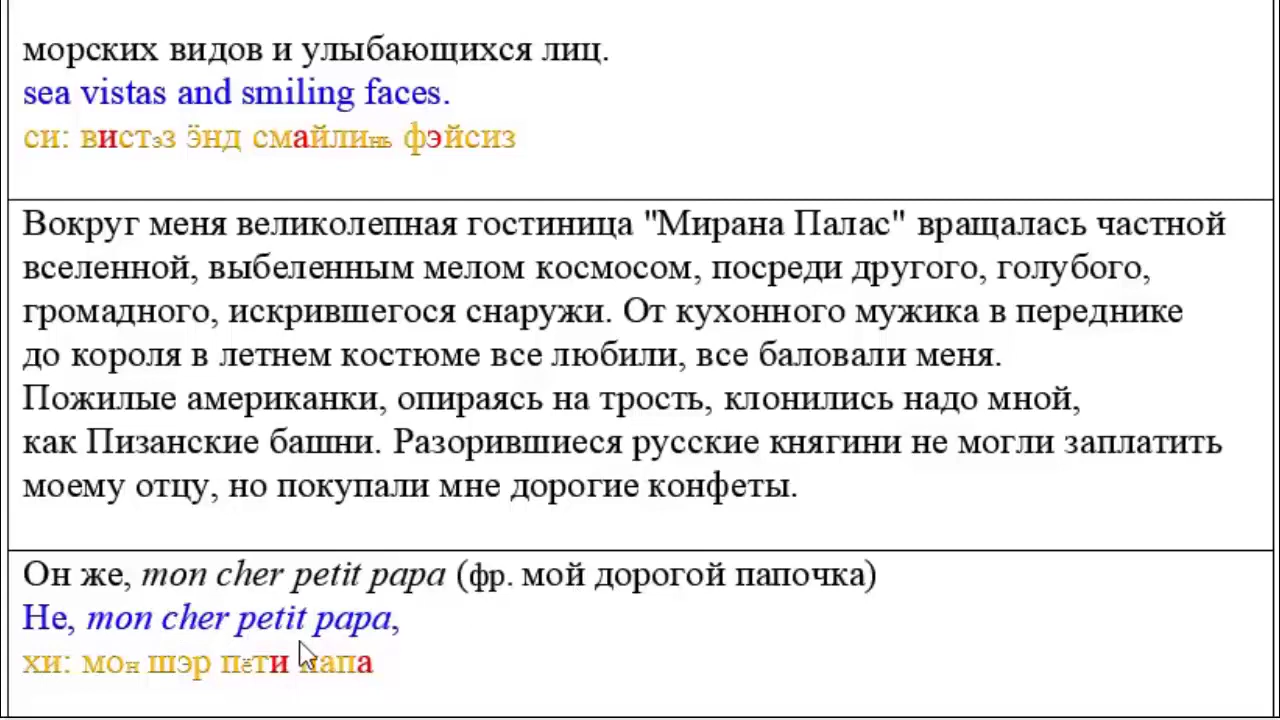 морских видов и улыбающихся лиц.
sea vistas and smiling faces.
си: вистэз ӭнд смайлинь фэйсиз
Вокруг меня великолепная гостиница "Мирана Палас" вращалась частной
вселенной, выбеленным мелом космосом, посреди другого, голубого,
громадного, искрившегося снаружи. От кухонного мужика в переднике
до короля в летнем костюме все любили, все баловали меня.
Пожилые американки, опираясь на трость, клонились надо мной,
как Пизанские башни. Разорившиеся русские княгини не могли заплатить
моему отцу, но покупали мне дорогие конфеты.
Он же, mon cher petit papa (фр. мой дорогой папочка)
He, mon cher petit papa,
хи: мон шэр пёти папа